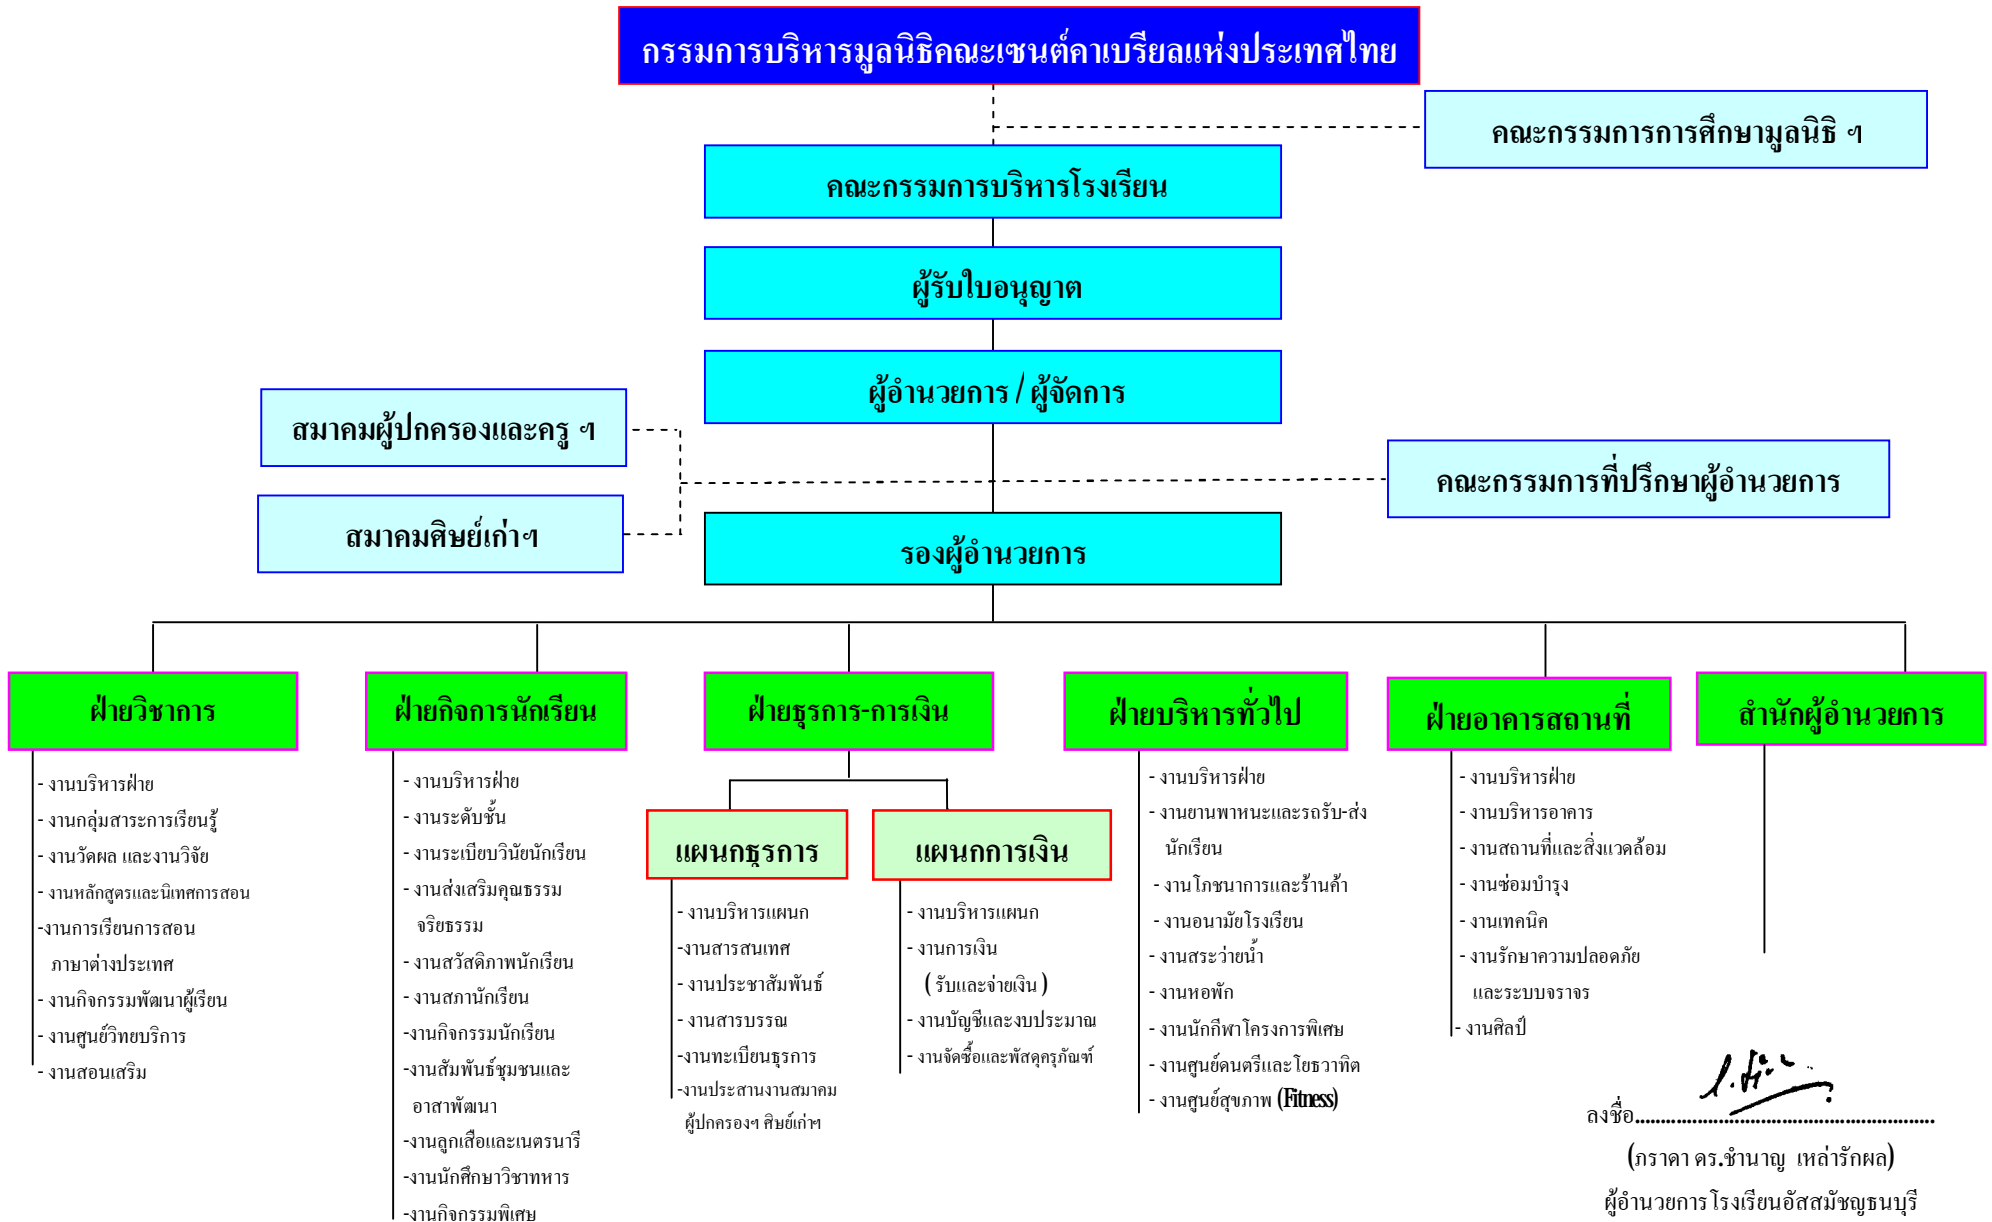 กรรมการบริหารมูลนิธิคณะเซนต์คาเบรียลแห่งประเทศไทย
คณะกรรมการการศึกษามูลนิธิ ฯ
คณะกรรมการบริหารโรงเรียน
ผู้รับใบอนุญาต
ผู้อำนวยการ / ผู้จัดการ
สมาคมผู้ปกครองและครู ฯ
คณะกรรมการที่ปรึกษาผู้อำนวยการ
สมาคมศิษย์เก่าฯ
รองผู้อำนวยการ
ฝ่ายวิชาการ
- งานบริหารฝ่าย
- งานกลุ่มสาระการเรียนรู้
- งานวัดผล และงานวิจัย
- งานหลักสูตรและนิเทศการสอน
-งานการเรียนการสอน
ภาษาต่างประเทศ
- งานกิจกรรมพัฒนาผู้เรียน
- งานศูนย์วิทยบริการ
- งานสอนเสริม
ฝ่ายกิจการนักเรียน
- งานบริหารฝ่าย
- งานระดับชั้น
- งานระเบียบวินัยนักเรียน
- งานส่งเสริมคุณธรรม
จริยธรรม
- งานสวัสดิภาพนักเรียน
- งานสภานักเรียน
-งานกิจกรรมนักเรียน
-งานสัมพันธ์ชุมชนและ
อาสาพัฒนา
-งานลูกเสือและเนตรนารี
-งานนักศึกษาวิชาทหาร
-งานกิจกรรมพิเศษ
ฝ่ายธุรการ-การเงิน
แผนกธุรการ
- งานบริหารแผนก
-งานสารสนเทศ
- งานประชาสัมพันธ์
- งานสารบรรณ
-งานทะเบียนธุรการ
-งานประสานงานสมาคม
ผู้ปกครองฯ ศิษย์เก่าฯ
แผนกการเงิน
- งานบริหารแผนก
- งานการเงิน
( รับและจ่ายเงิน )
- งานบัญชีและงบประมาณ
- งานจัดซื้อและพัสดุครุภัณฑ์
ฝ่ายบริหารทั่วไป
- งานบริหารฝ่าย
- งานยานพาหนะและรถรับ-ส่ง
นักเรียน
- งานโภชนาการและร้านค้า
- งานอนามัยโรงเรียน
- งานสระว่ายน้ำ
- งานหอพัก
- งานนักกีฬาโครงการพิเศษ
- งานศูนย์ดนตรีและโยธวาทิต
- งานศูนย์สุขภาพ (Fitness)
ฝ่ายอาคารสถานที่
- งานบริหารฝ่าย
- งานบริหารอาคาร
- งานสถานที่และสิ่งแวดล้อม
- งานซ่อมบำรุง
- งานเทคนิค
- งานรักษาความปลอดภัย
และระบบจราจร
- งานศิลป์
สำนักผู้อำนวยการ
ลงชื่อ..........................................................
(ภราดา ดร.ชำนาญ เหล่ารักผล)
ผู้อำนวยการโรงเรียนอัสสัมชัญธนบุรี